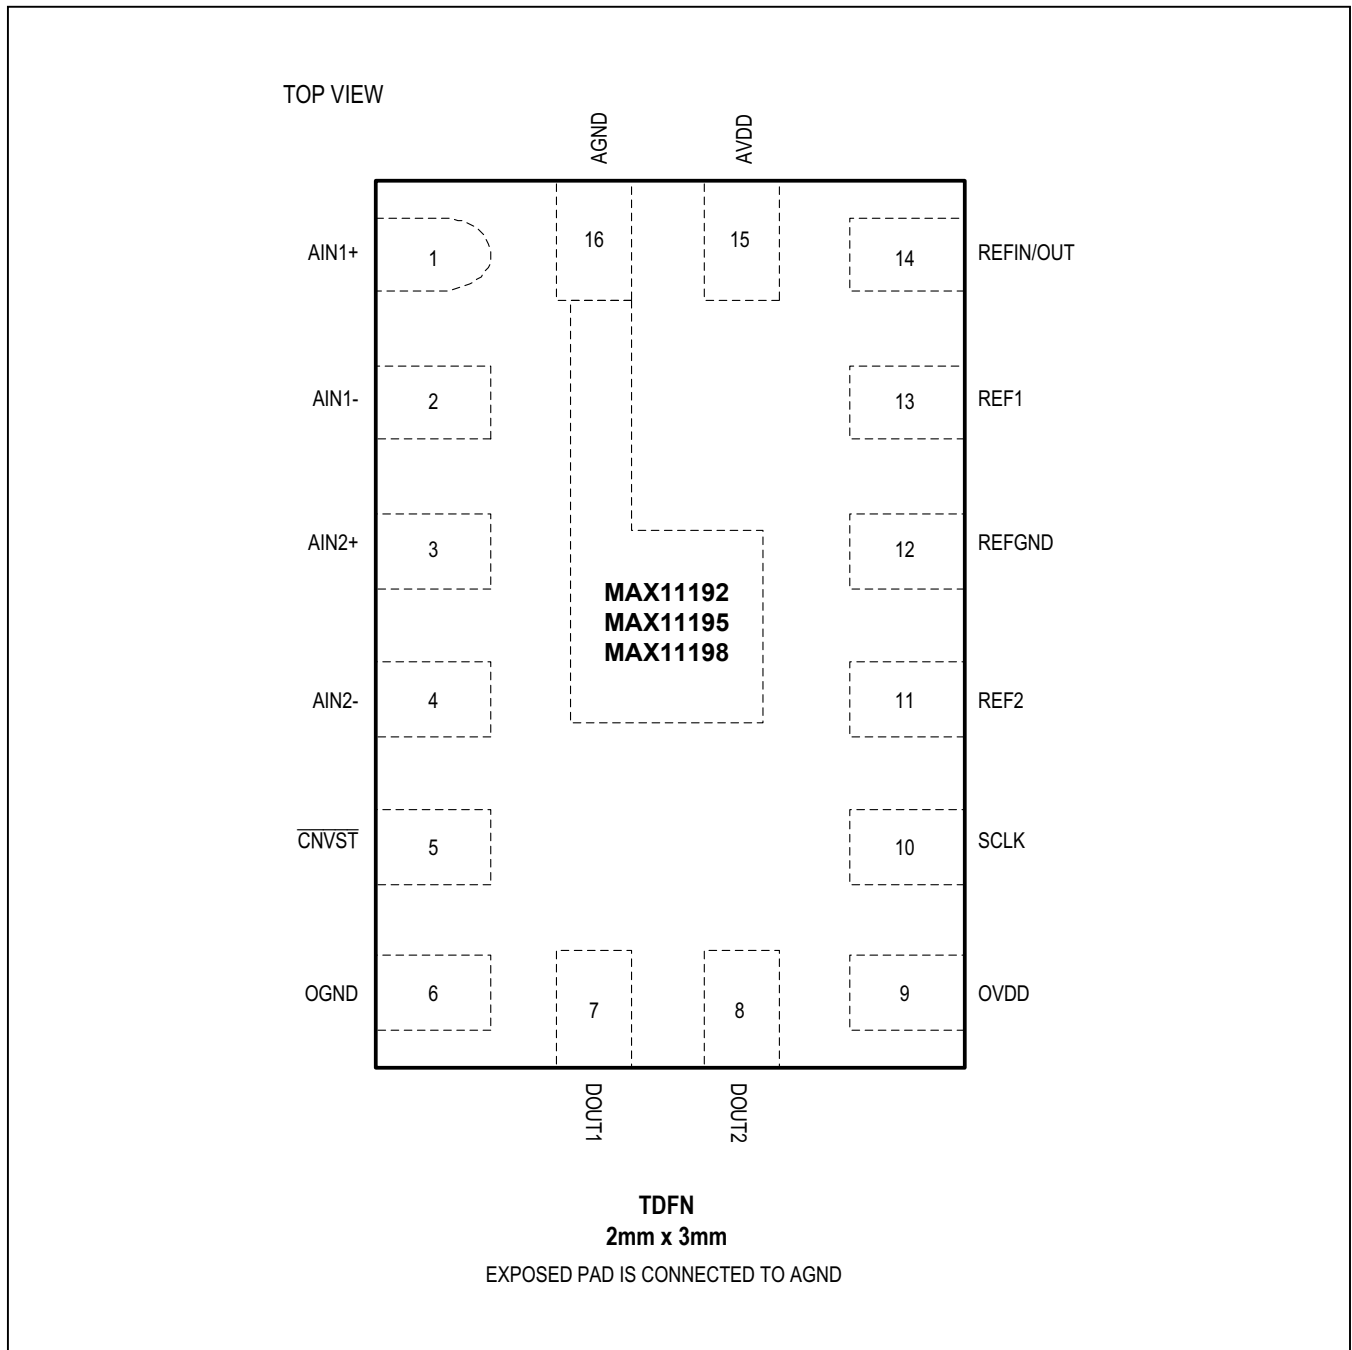 TOP VIEW
AGND
AVDD
AIN1+
1
16
15
14
REFIN/OUT
AIN1-
2
13
REF1
AIN2+
3
12
REFGND
MAX11192
MAX11195
MAX11198
AIN2-
4
11
REF2
CNVST
5
10
SCLK
OGND
6
7
8
9
OVDD
DOUT1
DOUT2
TDFN
2mm x 3mm
EXPOSED PAD IS CONNECTED TO AGND